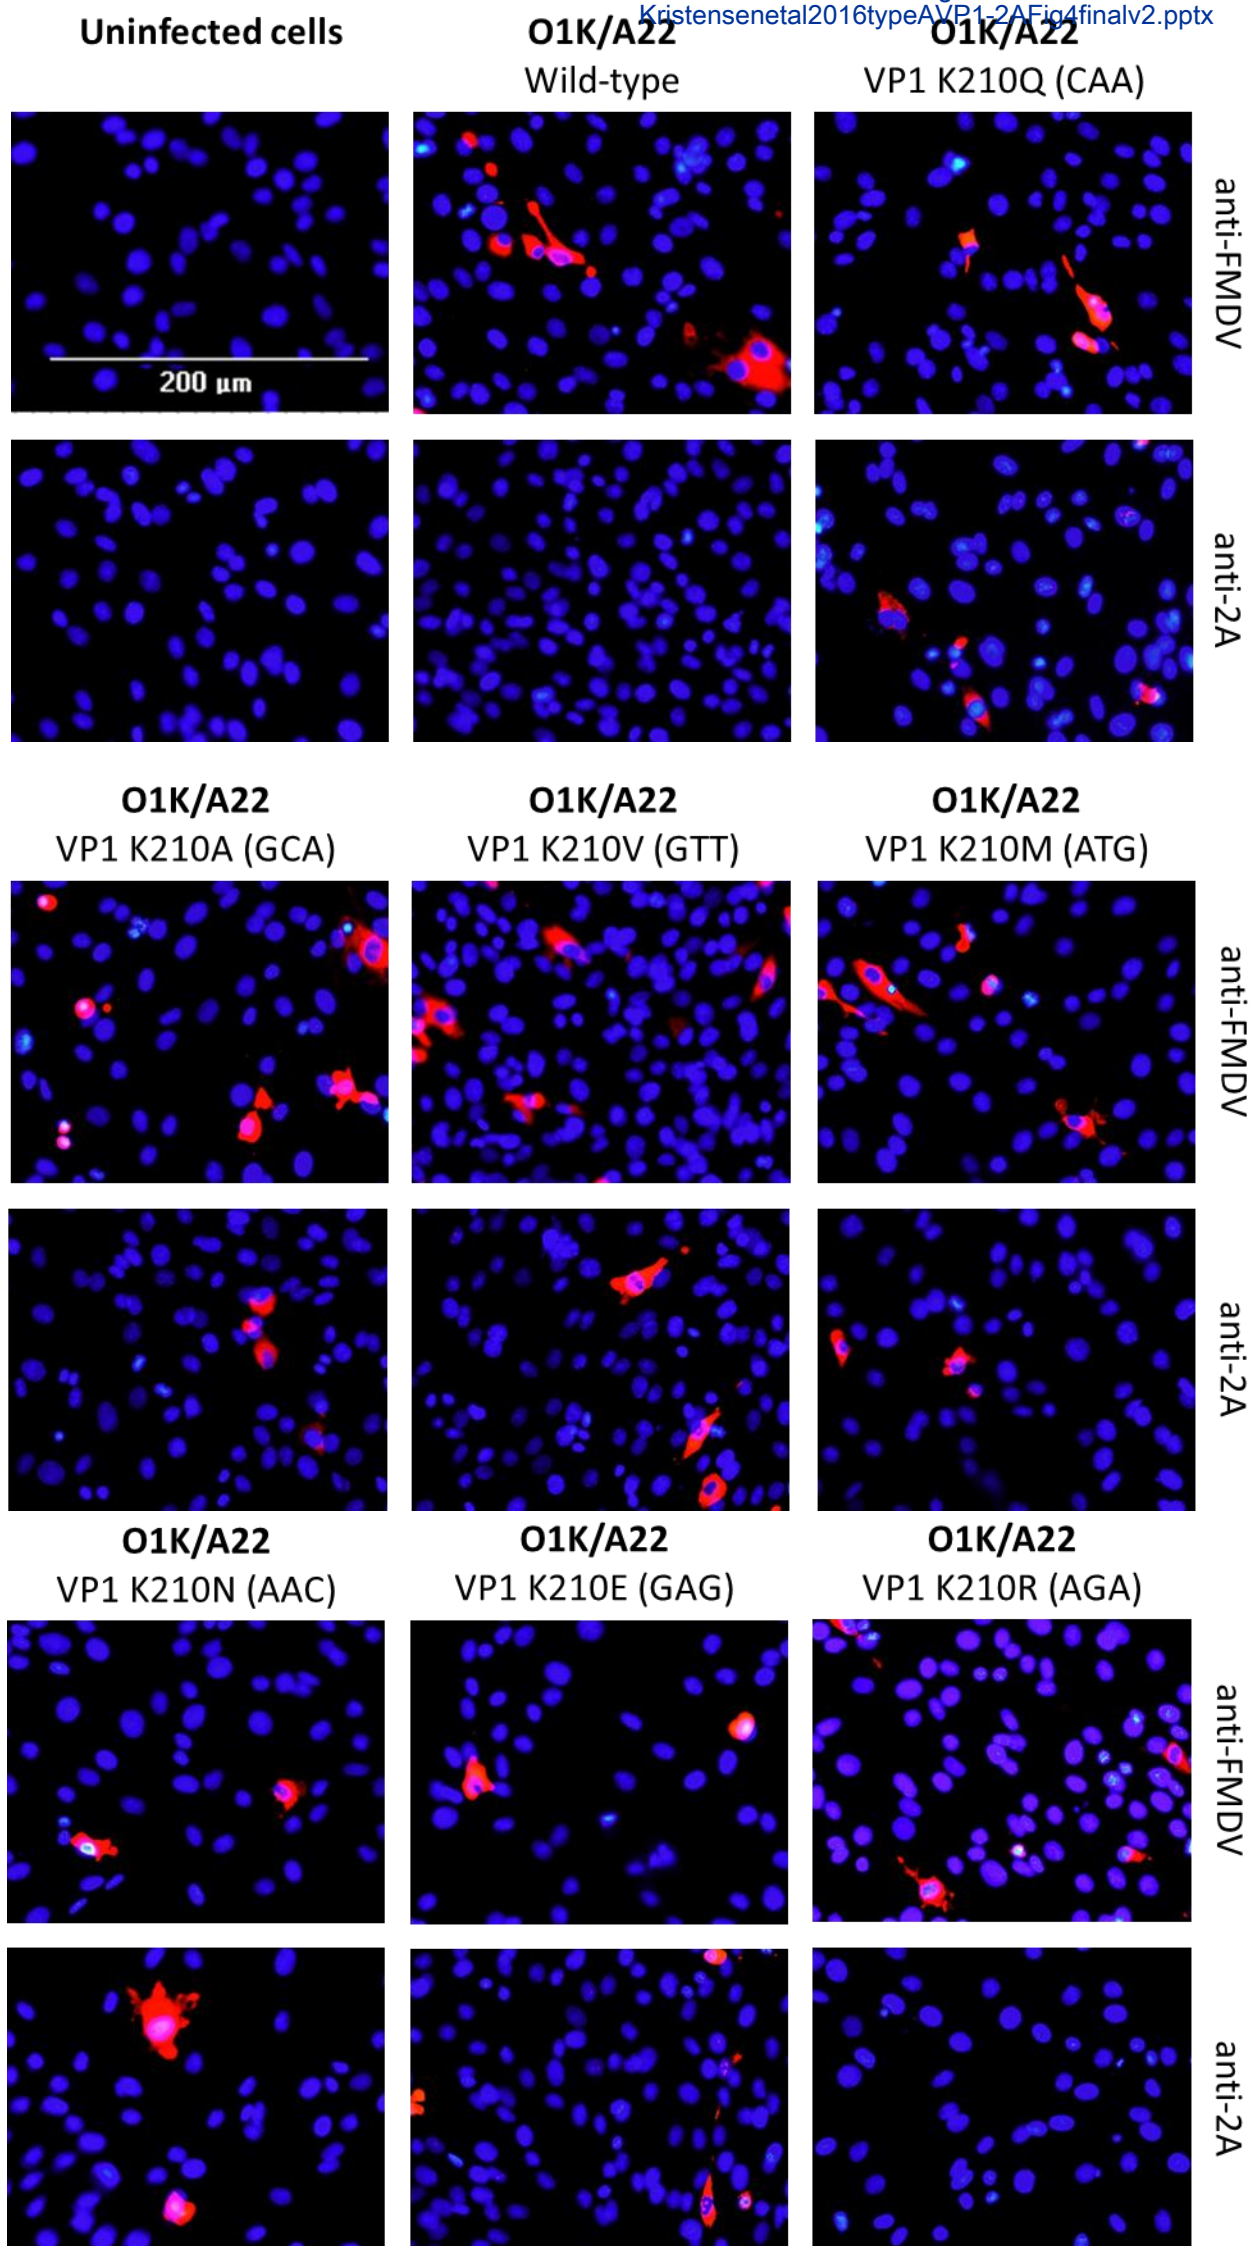 Kristensenetal2016typeAVP1-2AFig4finalv2.pptx
Uninfected cells
O1K/A22
Wild-type
O1K/A22
VP1 K210Q (CAA)
anti-FMDV
200 µm
anti-2A
O1K/A22
VP1 K210A (GCA)
O1K/A22
VP1 K210V (GTT)
O1K/A22
VP1 K210M (ATG)
anti-FMDV
anti-2A
O1K/A22
VP1 K210N (AAC)
O1K/A22
VP1 K210E (GAG)
O1K/A22
VP1 K210R (AGA)
anti-FMDV
anti-2A